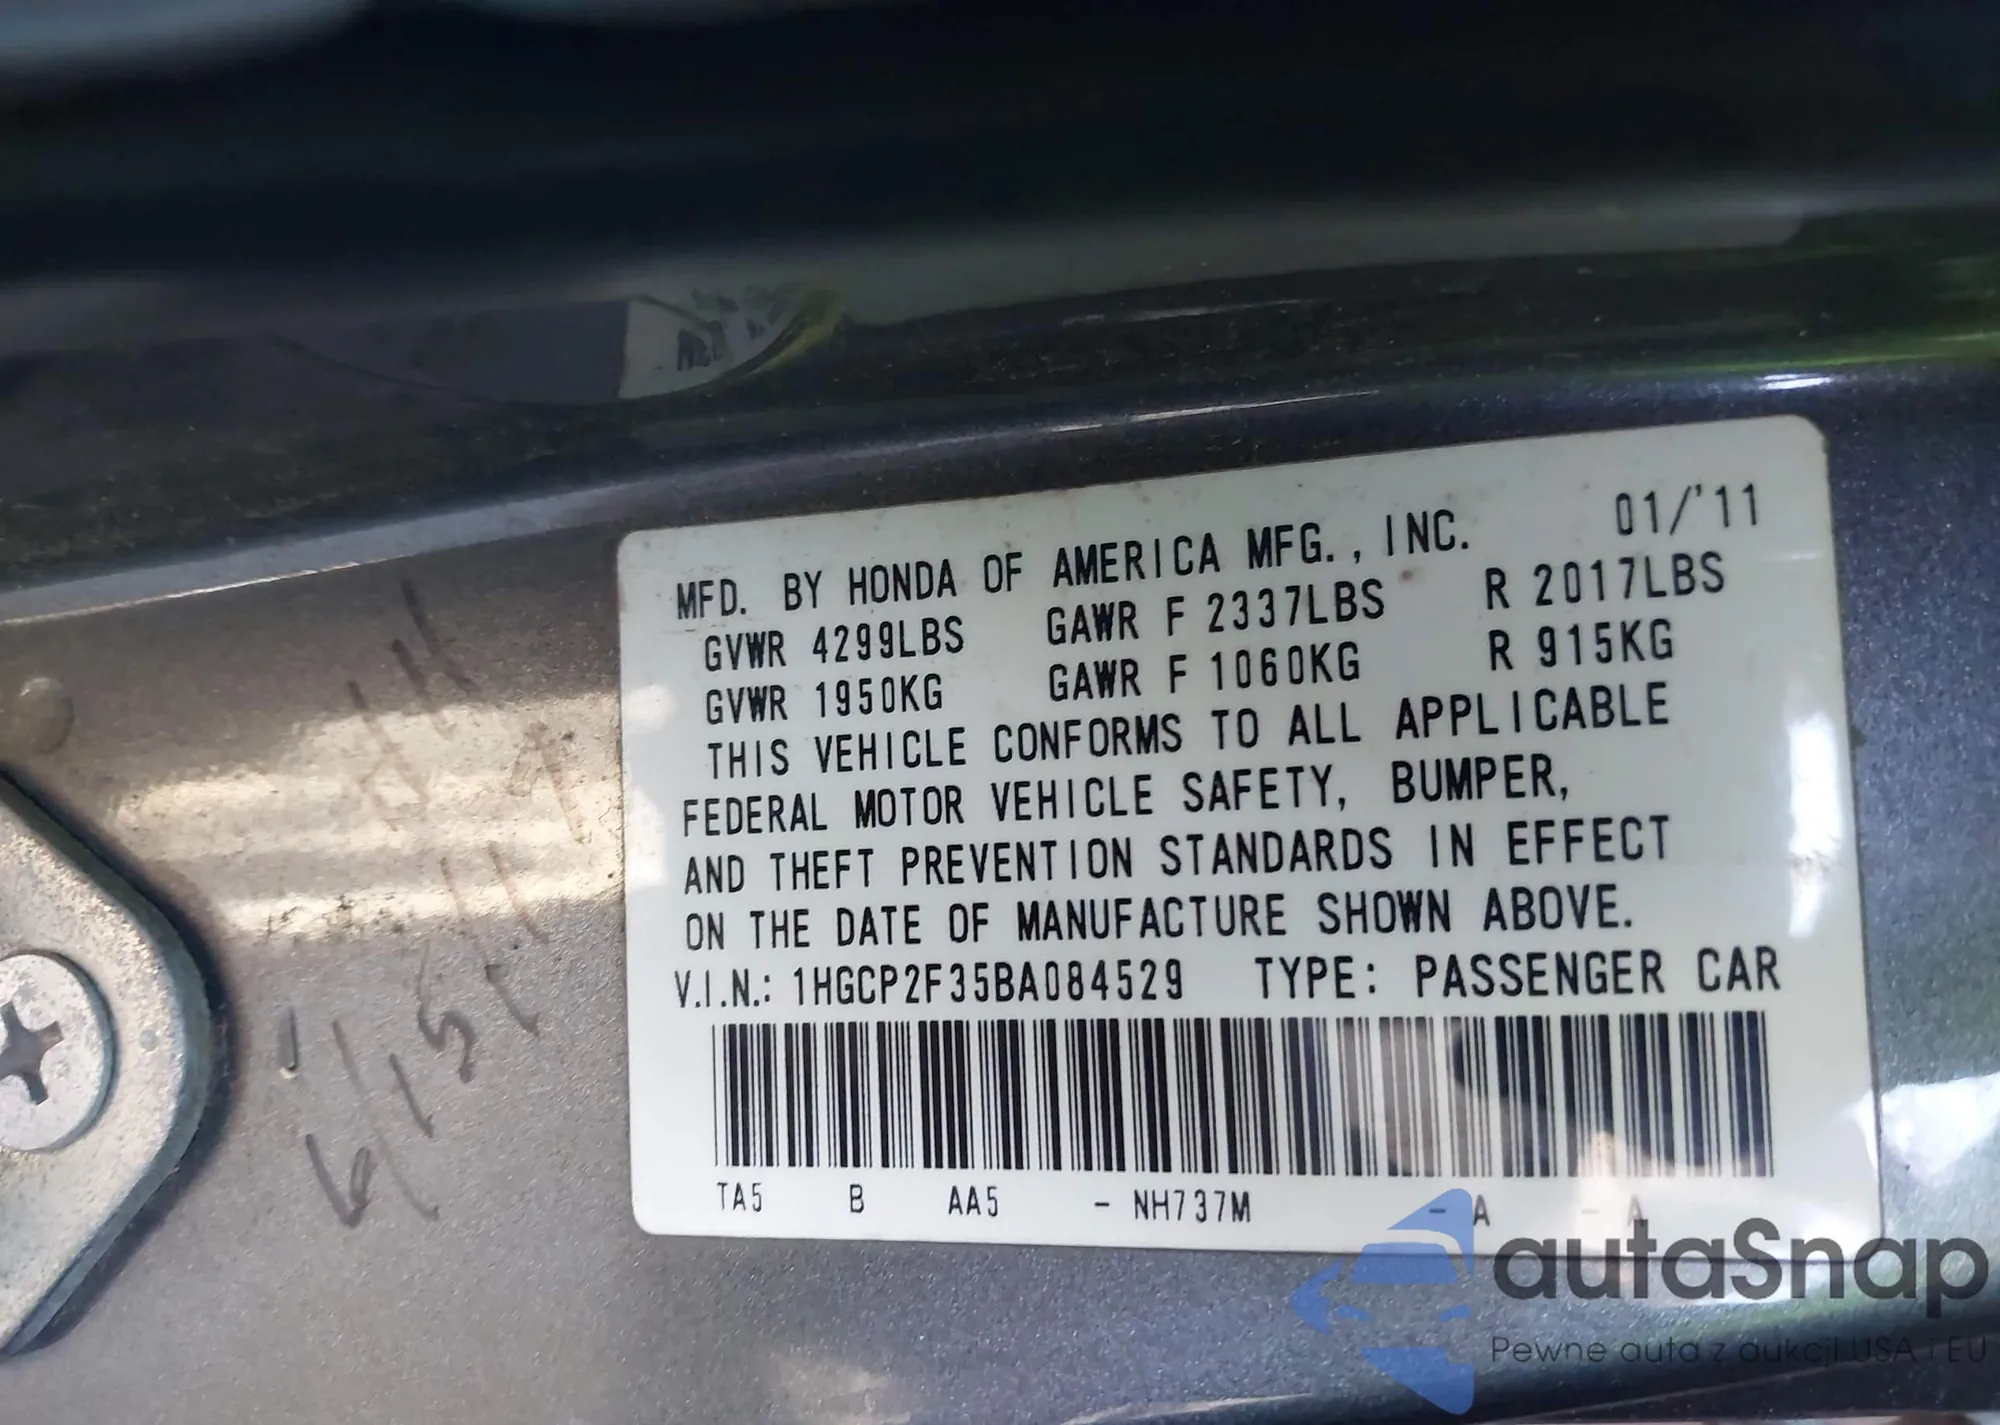 MFD. BY HONDA OF AMERICA MFG., INC. 01/'11
GVWR 4299LBS GAWR F 2337LBS R 2017LBS
GVWR 1950KG GAWR F 1060KG R 915KG
THIS VEHICLE CONFORMS TO ALL APPLICABLE
FEDERAL MOTOR VEHICLE SAFETY, BUMPER,
AND THEFT PREVENTION STANDARDS IN EFFECT
ON THE DATE OF MANUFACTURE SHOWN ABOVE.
V.I.N.: 1HGCP2F35BA084529 TYPE: PASSENGER CAR
TA5 B AA5 - NH737M - A - A
autaSnap
Pewne auta z aukcji USA i EU